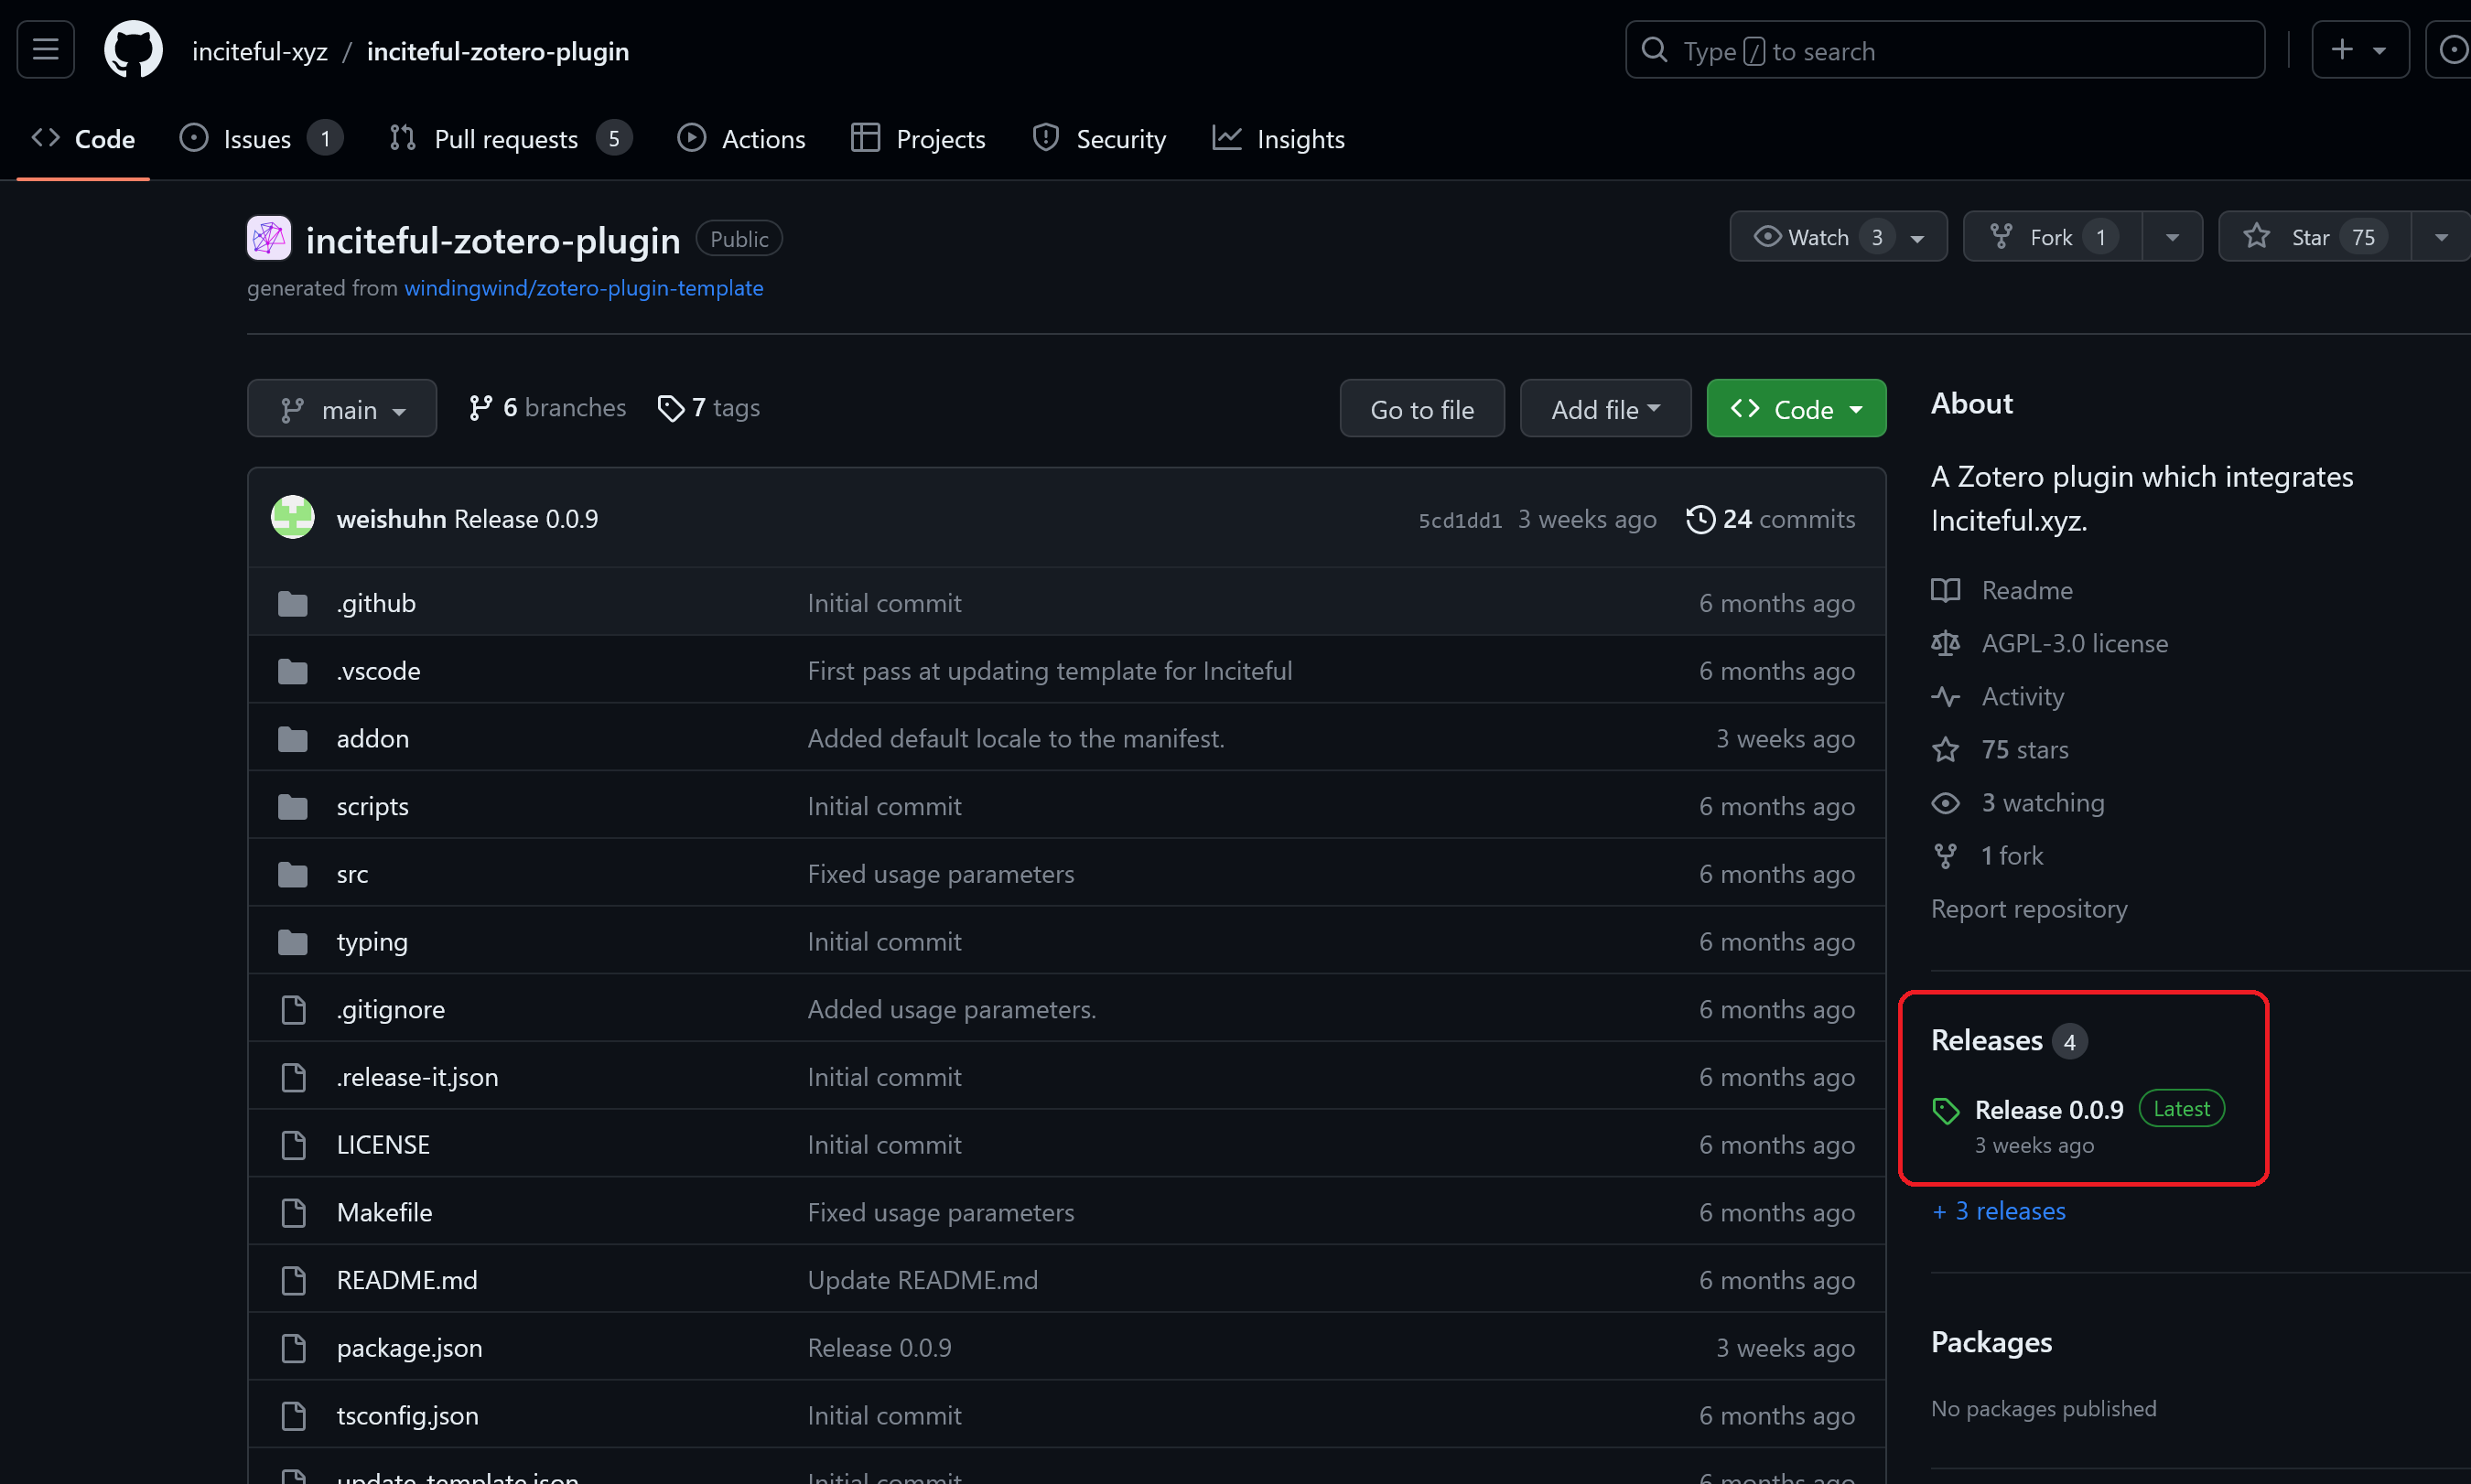 inciteful-xyz / inciteful-zotero-plugin
Type / to search
Code Issues 1 Pull requests 5 Actions Projects Security Insights
inciteful-zotero-plugin Public
Watch 3 Fork 1 Star 75
generated from windingwind/zotero-plugin-template
main 6 branches 7 tags Go to file Add file Code
weishuhn Release 0.0.9 5cd1dd1 3 weeks ago 24 commits
.github Initial commit 6 months ago
.vscode First pass at updating template for Inciteful 6 months ago
addon Added default locale to the manifest. 3 weeks ago
scripts Initial commit 6 months ago
src Fixed usage parameters 6 months ago
typing Initial commit 6 months ago
.gitignore Added usage parameters. 6 months ago
.release-it.json Initial commit 6 months ago
LICENSE Initial commit 6 months ago
Makefile Fixed usage parameters 6 months ago
README.md Update README.md 6 months ago
package.json Release 0.0.9 3 weeks ago
tsconfig.json Initial commit 6 months ago
update-template.json Initial commit 6 months ago
About
A Zotero plugin which integrates
Inciteful.xyz.
Readme
AGPL-3.0 license
Activity
75 stars
3 watching
1 fork
Report repository
Releases 4
Release 0.0.9 Latest
3 weeks ago
+ 3 releases
Packages
No packages published